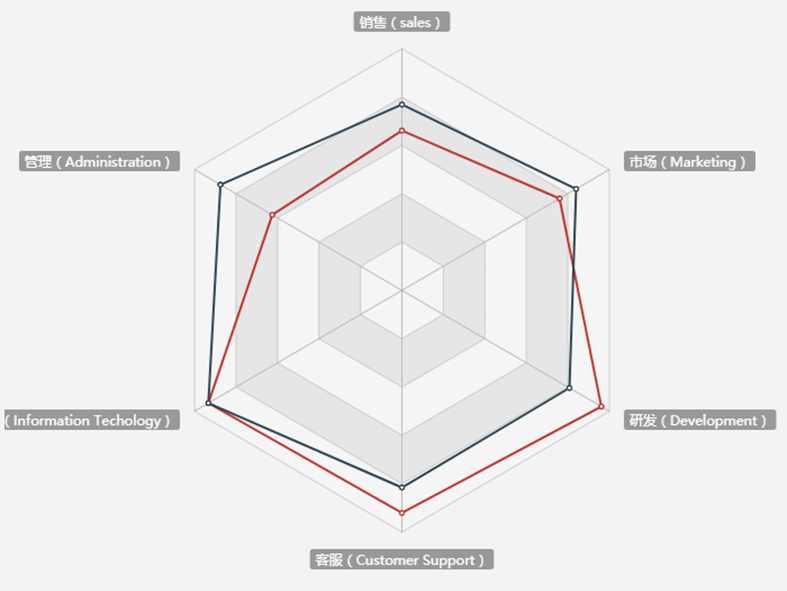 销售（sales）
管理（Administration）
市场（Marketing）
（Information Techology）
研发（Development）
客服（Customer Support）